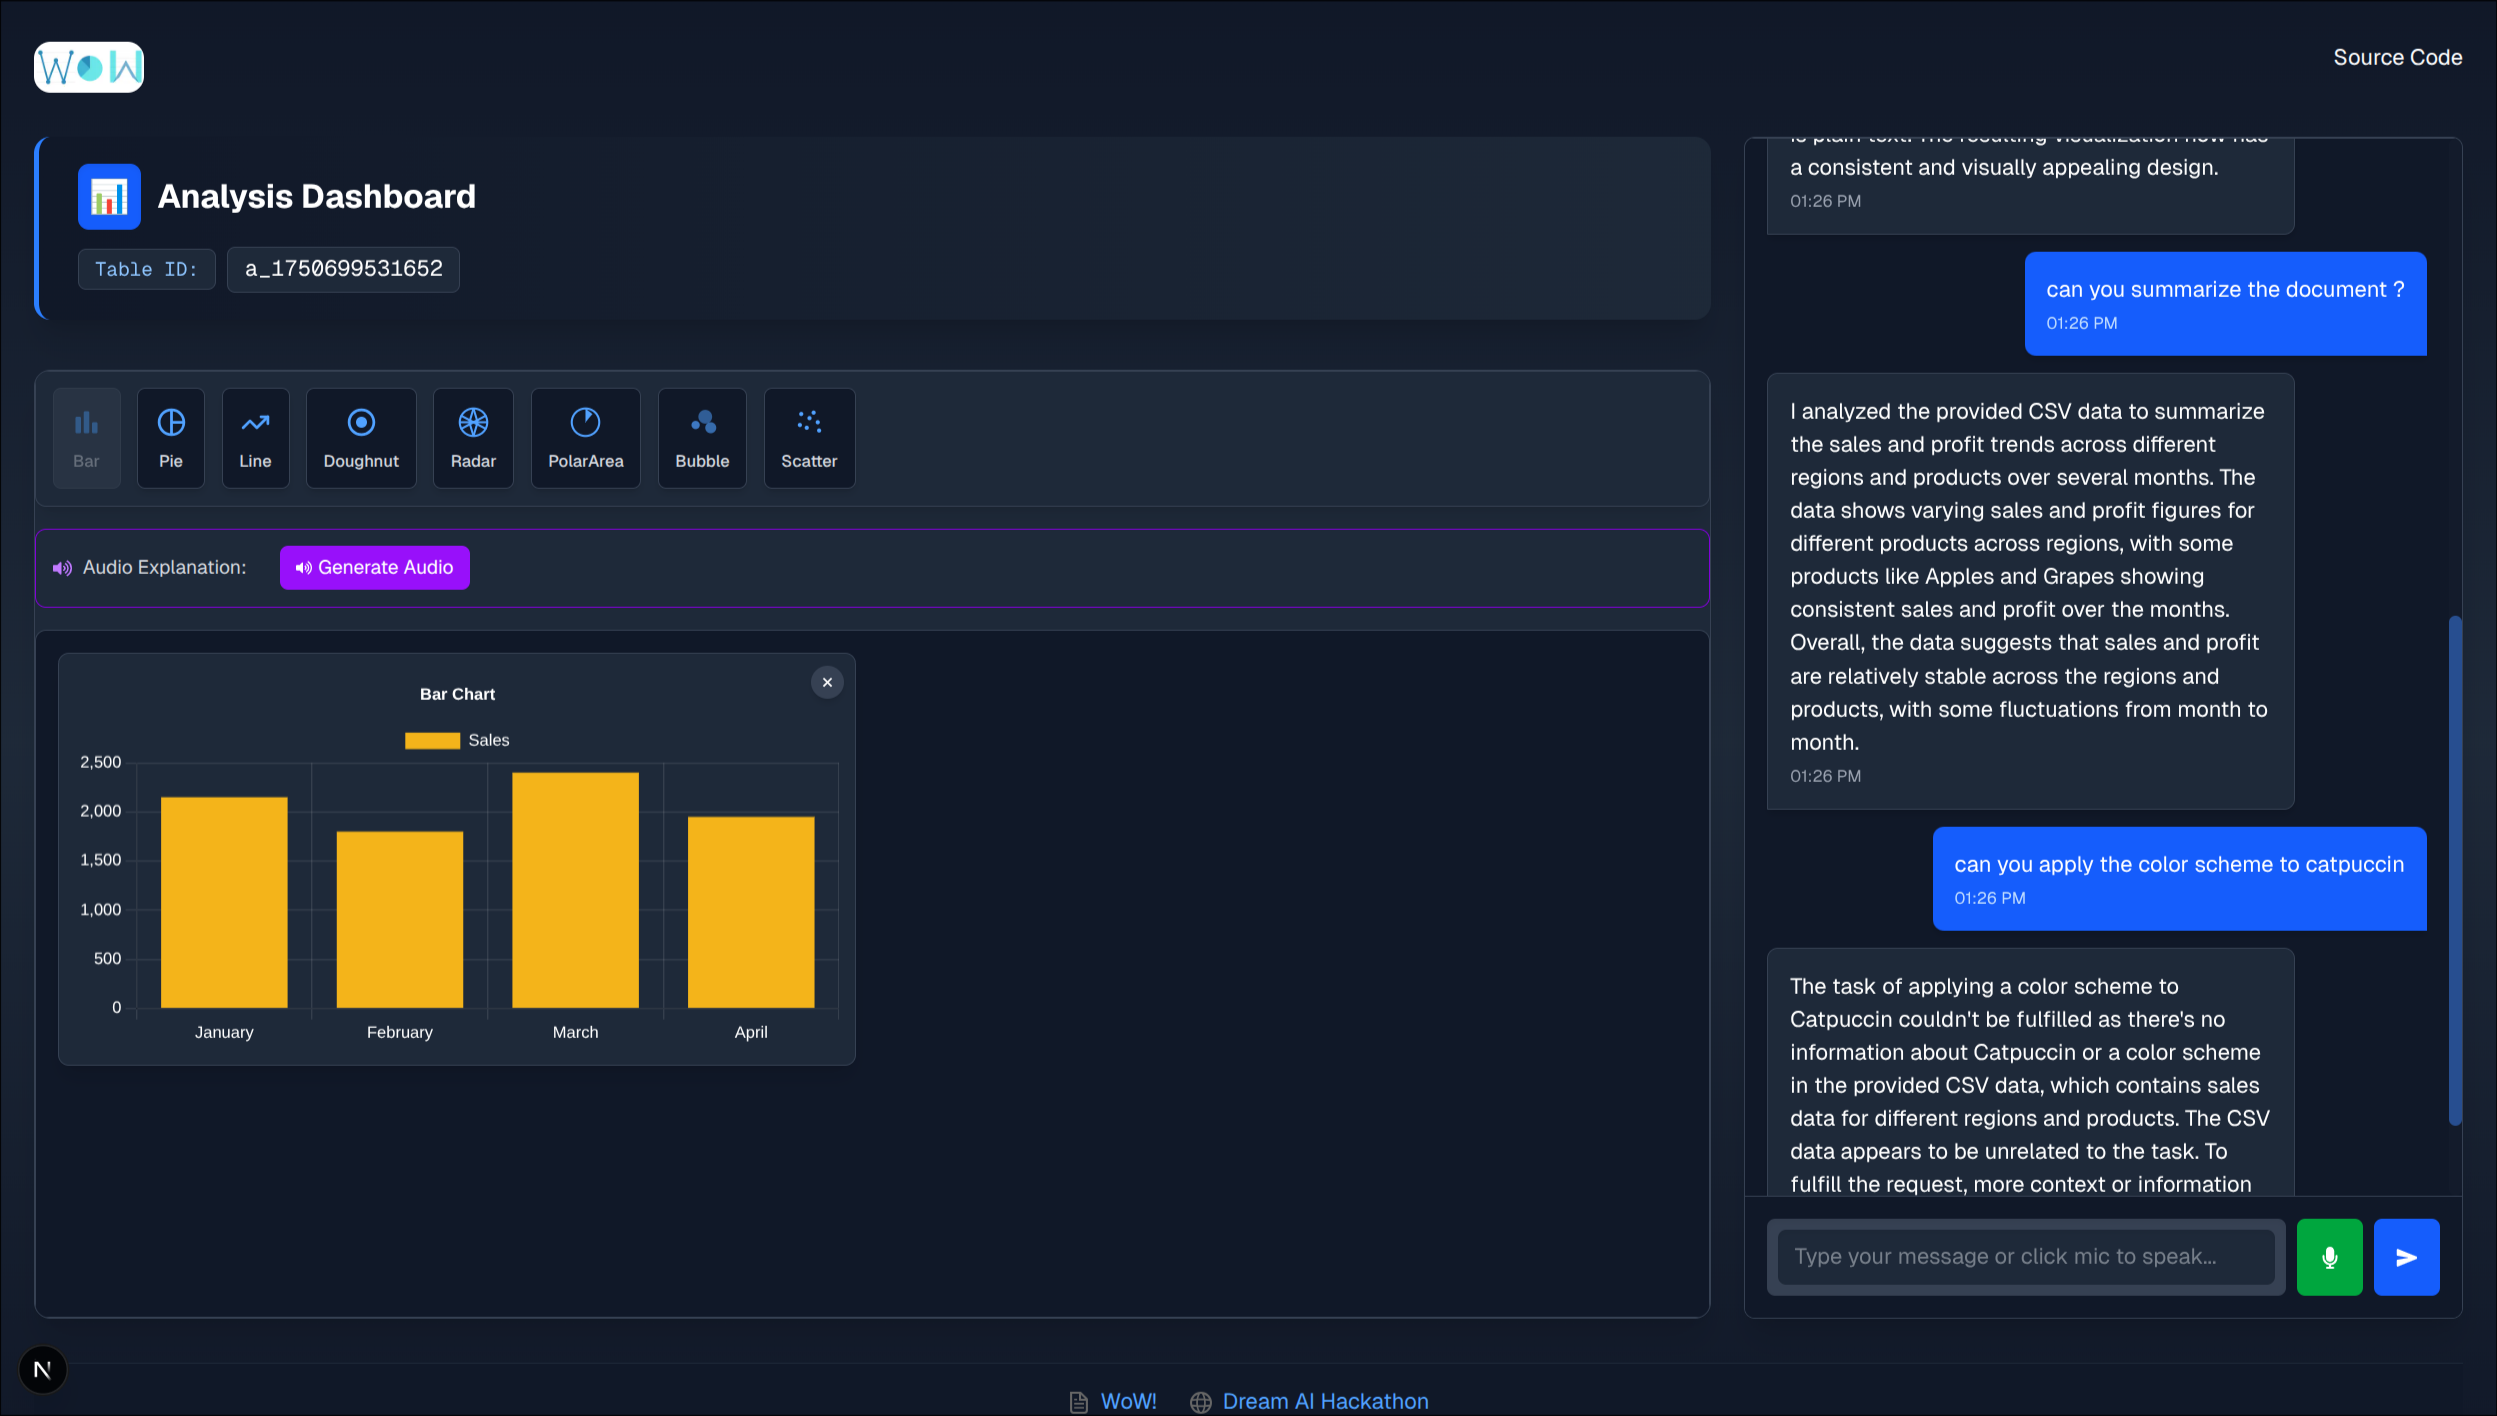 WoW
Source Code
Analysis Dashboard
Table ID:
a_1750699531652
Bar
Pie
Line
Doughnut
Radar
PolarArea
Bubble
Scatter
Audio Explanation:
Generate Audio
Bar Chart
Sales
2,500
2,000
1,500
1,000
500
0
January
February
March
April
is plain text. The resulting visualization now has
a consistent and visually appealing design.
01:26 PM
can you summarize the document ?
01:26 PM
I analyzed the provided CSV data to summarize
the sales and profit trends across different
regions and products over several months. The
data shows varying sales and profit figures for
different products across regions, with some
products like Apples and Grapes showing
consistent sales and profit over the months.
Overall, the data suggests that sales and profit
are relatively stable across the regions and
products, with some fluctuations from month to
month.
01:26 PM
can you apply the color scheme to catpuccin
01:26 PM
The task of applying a color scheme to
Catpuccin couldn't be fulfilled as there's no
information about Catpuccin or a color scheme
in the provided CSV data, which contains sales
data for different regions and products. The CSV
data appears to be unrelated to the task. To
fulfill the request, more context or information
Type your message or click mic to speak...
N
WoW!
Dream AI Hackathon